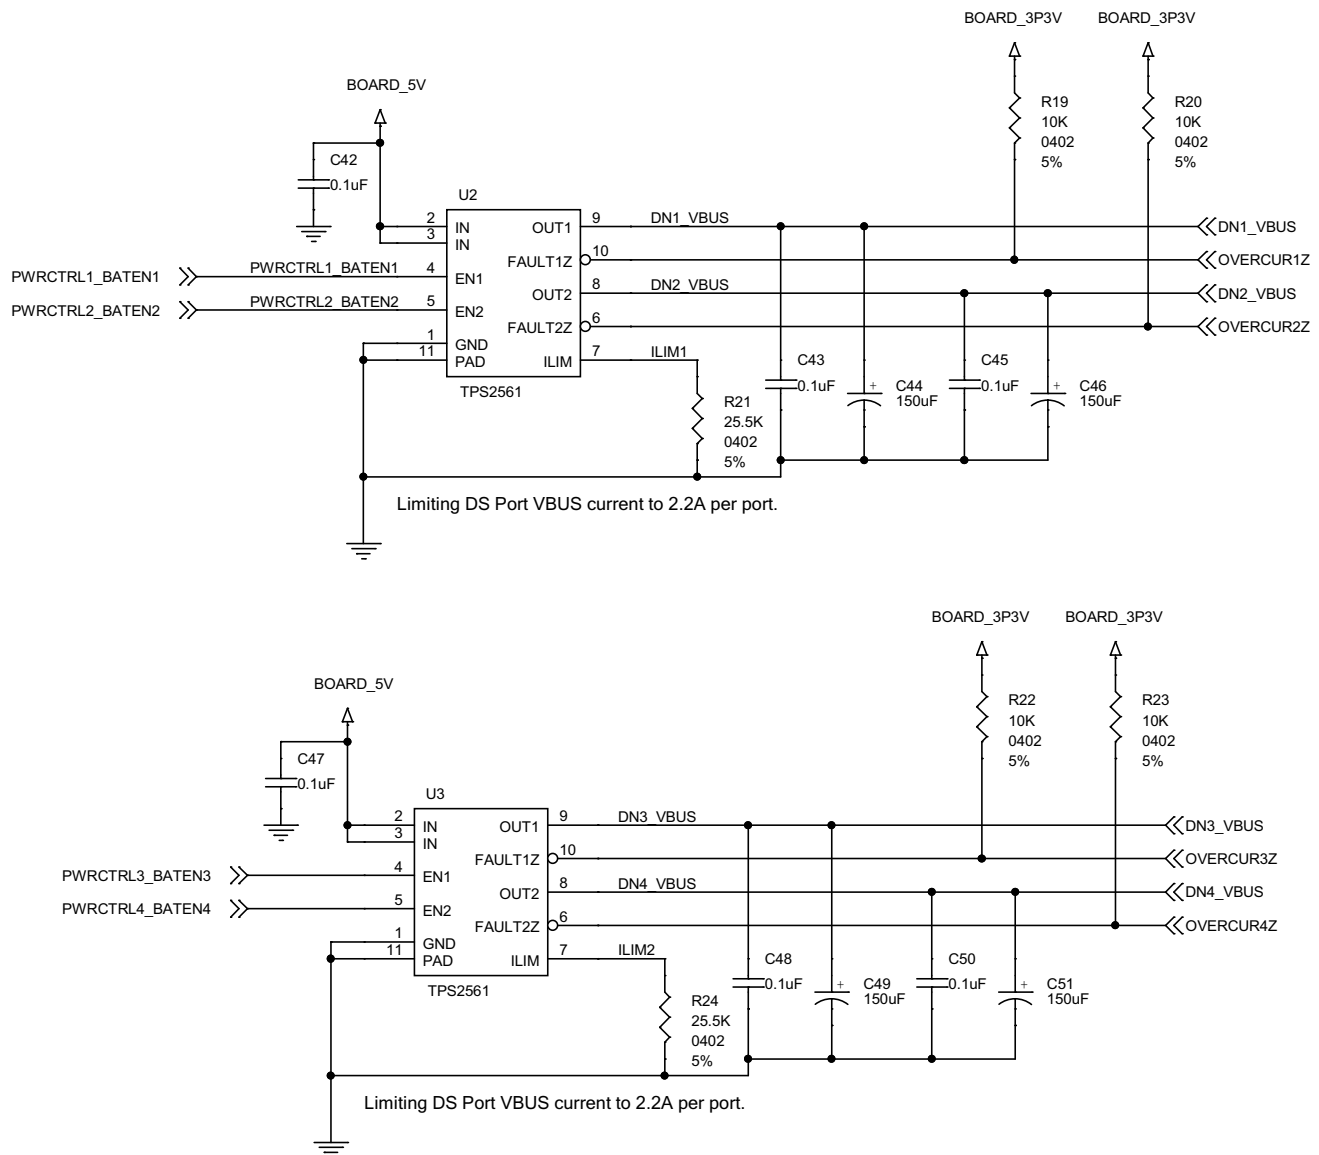 BOARD_3P3V BOARD_3P3V
BOARD_5V
R19
10K
0402
5%
R20
10K
0402
5%
C42
0.1uF
U2
2 IN
3 IN
4 EN1
5 EN2
1 GND
11 PAD
OUT1 9
FAULT1Z 10
OUT2 8
FAULT2Z 6
ILIM 7
TPS2561
PWRCTRL1_BATEN1 PWRCTRL1_BATEN1
PWRCTRL2_BATEN2 PWRCTRL2_BATEN2
DN1_VBUS DN1_VBUS
OVERCUR1Z
DN2_VBUS DN2_VBUS
OVERCUR2Z
ILIM1
R21
25.5K
0402
5%
C43
0.1uF
+ C44
150uF
C45
0.1uF
+ C46
150uF
Limiting DS Port VBUS current to 2.2A per port.
BOARD_3P3V BOARD_3P3V
BOARD_5V
R22
10K
0402
5%
R23
10K
0402
5%
C47
0.1uF
U3
2 IN
3 IN
4 EN1
5 EN2
1 GND
11 PAD
OUT1 9
FAULT1Z 10
OUT2 8
FAULT2Z 6
ILIM 7
TPS2561
PWRCTRL3_BATEN3
PWRCTRL4_BATEN4
DN3_VBUS DN3_VBUS
OVERCUR3Z
DN4_VBUS DN4_VBUS
OVERCUR4Z
ILIM2
R24
25.5K
0402
5%
C48
0.1uF
+ C49
150uF
C50
0.1uF
+ C51
150uF
Limiting DS Port VBUS current to 2.2A per port.